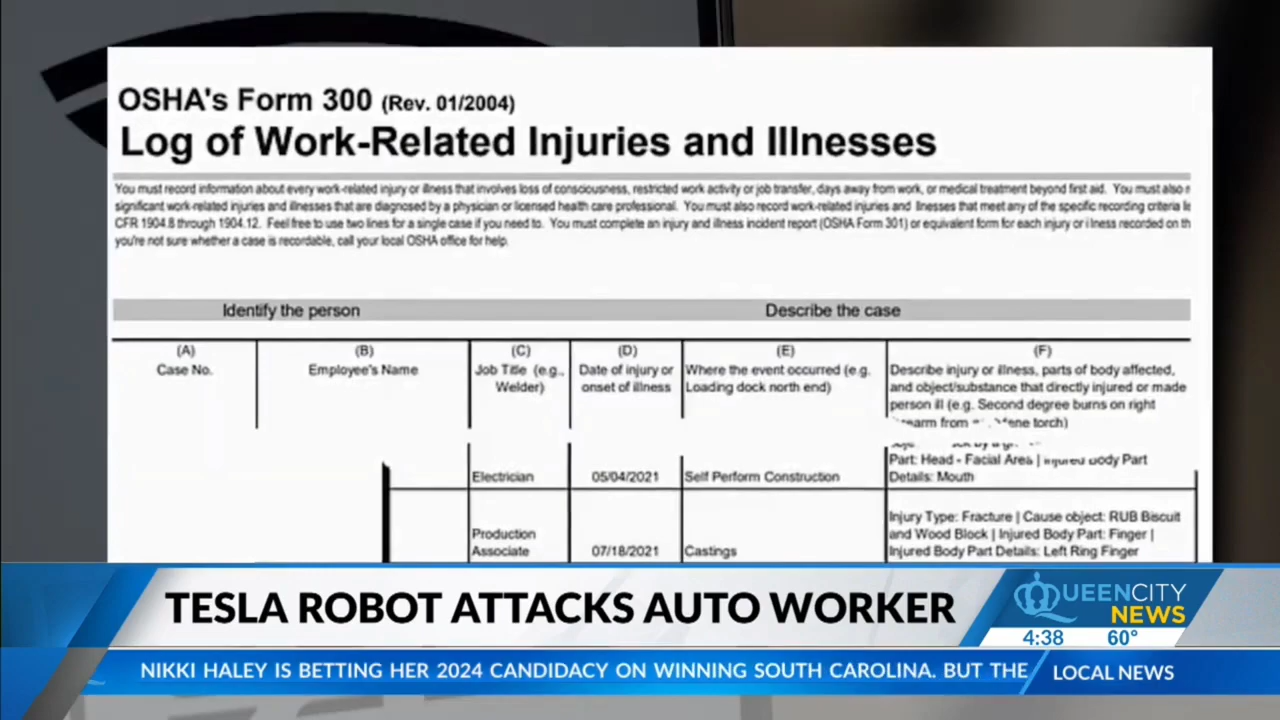 OSHA's Form 300 (Rev. 01/2004)
Log of Work-Related Injuries and Illnesses
You must record information about every work-related injury or illness that involves loss of consciousness, restricted work activity or job transfer, days away from work, or medical treatment beyond first aid. You must also r
significant work-related injuries and illnesses that are diagnosed by a physician or licensed health care professional. You must also record work-related injuries and illnesses that meet any of the specific recording criteria
CFR 1904.8 through 1904.12. Feel free to use two lines for a single case if you need to. You must complete an injury and illness incident report (OSHA Form 301) or equivalent form for each injury or illness recorded on th
you're not sure whether a case is recordable, call your local OSHA office for help.
Identify the person
Describe the case
(A)
Case No.
(B)
Employee's Name
(C)
Job Title (e.g.,
Welder)
(D)
Date of injury or
onset of illness
(E)
Where the event occurred (e.g.
Loading dock north end)
(F)
Describe injury or illness, parts of body affected,
and object/substance that directly injured or made
person ill (e.g. Second degree burns on right
from torch)
Electrician
05/04/2021
Self Perform Construction
Part: Head - Facial Area | Injured Body Part
Details: Mouth
Production
Associate
07/18/2021
Castings
Injury Type: Fracture | Cause object: RUB Biscuit
and Wood Block | Injured Body Part: Finger |
Injured Body Part Details: Left Ring Finger
TESLA ROBOT ATTACKS AUTO WORKER
QUEEN CITY
NEWS
4:38 60°
NIKKI HALEY IS BETTING HER 2024 CANDIDACY ON WINNING SOUTH CAROLINA. BUT THE
LOCAL NEWS